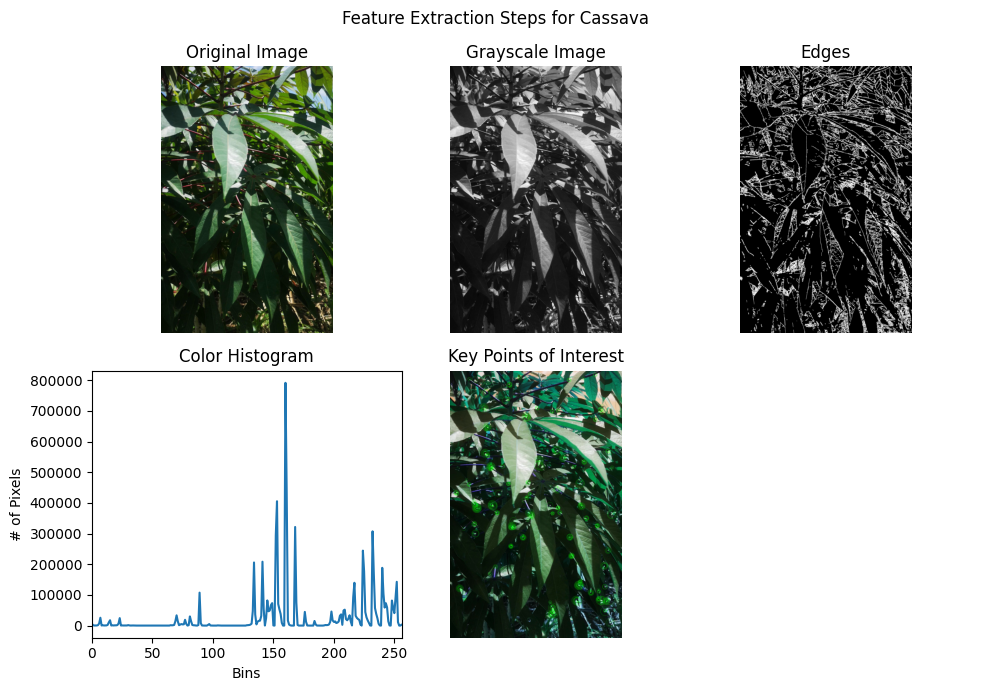 Feature Extraction Steps for Cassava
Original Image
Grayscale Image
Edges
Color Histogram
Key Points of Interest
800000
700000
600000
500000
400000
300000
200000
100000
0
# of Pixels
0 50 100 150 200 250
Bins